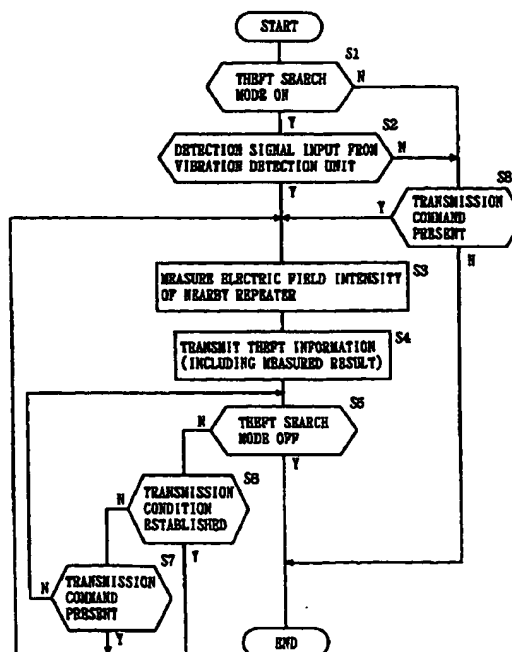 START
S1
THEFT SEARCH
MODE ON
N
Y
S2
DETECTION SIGNAL INPUT FROM
VIBRATION DETECTION UNIT
N
Y
S8
TRANSMISSION
COMMAND
PRESENT
Y
N
S3
MEASURE ELECTRIC FIELD INTENSITY
OF NEARBY REPEATER
S4
TRANSMIT THEFT INFORMATION
(INCLUDING MEASURED RESULT)
S5
THEFT SEARCH
MODE OFF
N
Y
S6
TRANSMISSION
CONDITION
ESTABLISHED
N
Y
S7
TRANSMISSION
COMMAND
PRESENT
N
Y
END